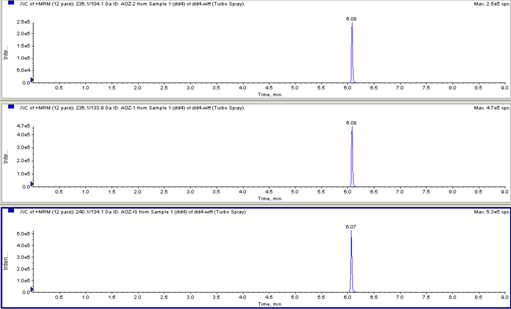 XIC of +MRM (12 pairs): 236.1/104.1 Da ID: AOZ-2 from Sample 1 (std4) of std4.wiff (Turbo Spray)
Max. 2.5e5 cps.
6.08
2.5e5
2.0e5
1.5e5
1.0e5
5.0e4
0.0
Inte...
0.5 1.0 1.5 2.0 2.5 3.0 3.5 4.0 4.5 5.0 5.5 6.0 6.5 7.0 7.5 8.0 8.5 9.0
Time, min
XIC of +MRM (12 pairs): 236.1/133.9 Da ID: AOZ-1 from Sample 1 (std4) of std4.wiff (Turbo Spray)
Max. 4.7e5 cps.
6.08
4.7e5
4.0e5
3.0e5
2.0e5
1.0e5
0.0
Inte...
0.5 1.0 1.5 2.0 2.5 3.0 3.5 4.0 4.5 5.0 5.5 6.0 6.5 7.0 7.5 8.0 8.5 9.0
Time, min
XIC of +MRM (12 pairs): 240.1/134.1 Da ID: AOZ-IS from Sample 1 (std4) of std4.wiff (Turbo Spray)
Max. 5.3e5 cps.
6.07
5.0e5
4.0e5
3.0e5
2.0e5
1.0e5
0.0
Inten...
0.5 1.0 1.5 2.0 2.5 3.0 3.5 4.0 4.5 5.0 5.5 6.0 6.5 7.0 7.5 8.0 8.5 9.0
Time, min